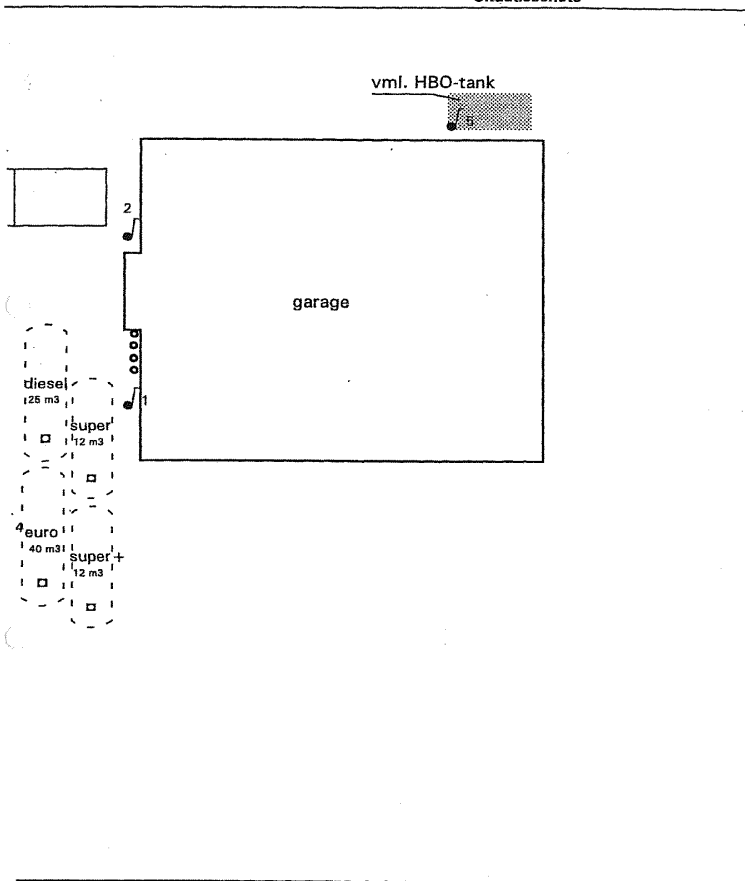 vml. HBO-tank
5
2
garage
diesel
25 m3
1
super
12 m3
4
euro
40 m3
super +
12 m3